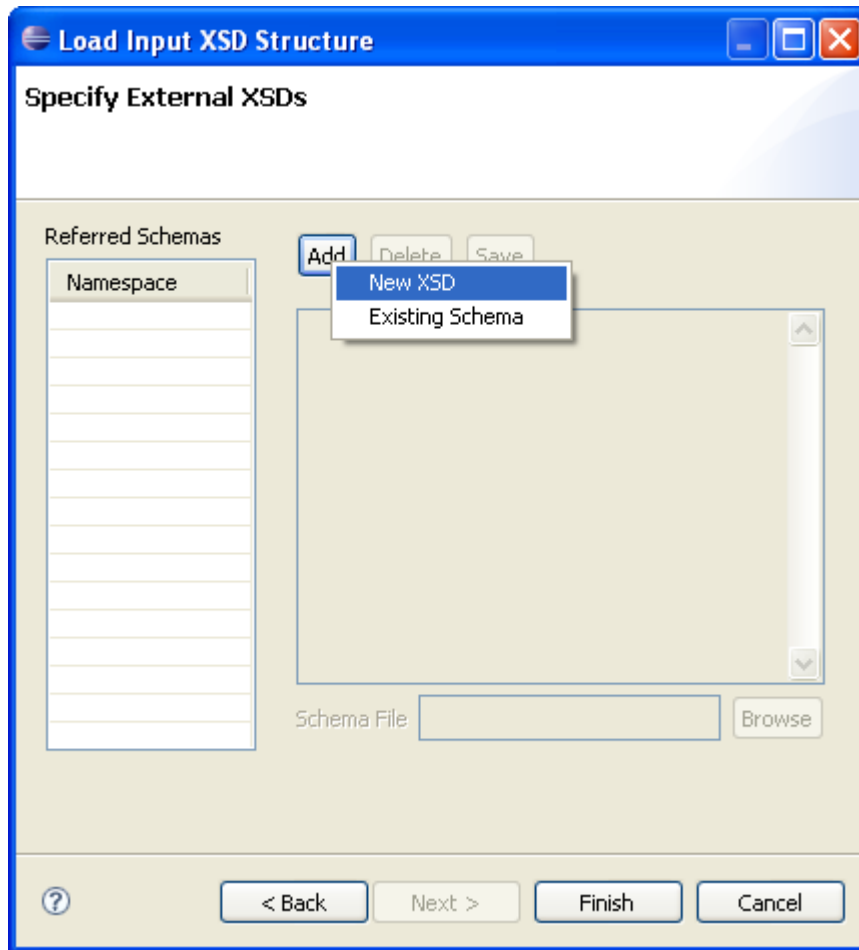 Load Input XSD Structure
Specify External XSDs
Referred Schemas
Add Delete Save
Namespace
New XSD
Existing Schema
Schema File Browse
< Back Next > Finish Cancel